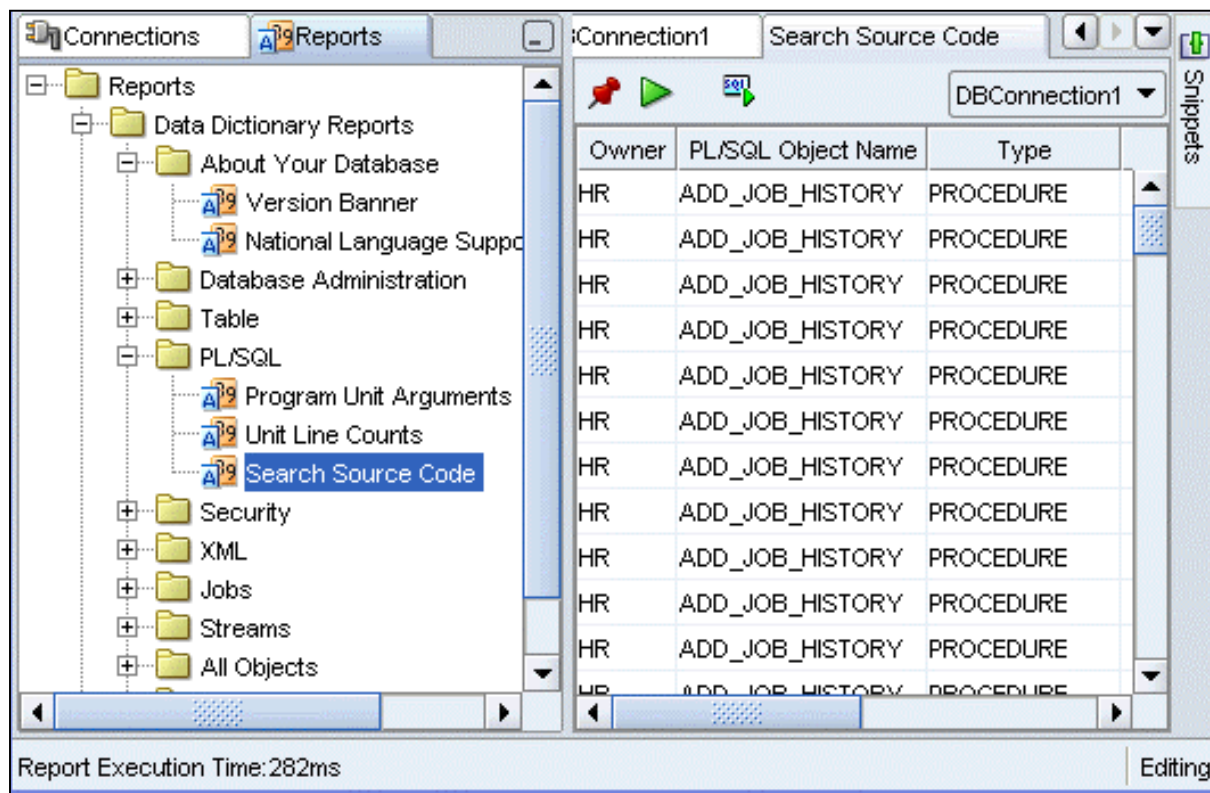 Connections
Reports
Reports
Data Dictionary Reports
About Your Database
Version Banner
National Language Suppo
Database Administration
Table
PL/SQL
Program Unit Arguments
Unit Line Counts
Search Source Code
Security
XML
Jobs
Streams
All Objects
Connection1
Search Source Code
SQL
DBConnection1
Owner PL/SQL Object Name Type
HR ADD_JOB_HISTORY PROCEDURE
HR ADD_JOB_HISTORY PROCEDURE
HR ADD_JOB_HISTORY PROCEDURE
HR ADD_JOB_HISTORY PROCEDURE
HR ADD_JOB_HISTORY PROCEDURE
HR ADD_JOB_HISTORY PROCEDURE
HR ADD_JOB_HISTORY PROCEDURE
HR ADD_JOB_HISTORY PROCEDURE
HR ADD_JOB_HISTORY PROCEDURE
HR ADD_JOB_HISTORY PROCEDURE
HR ADD_JOB_HISTORY PROCEDURE
HR ADD_JOB_HISTORY PROCEDURE
Snippets
Report Execution Time:282ms
Editing